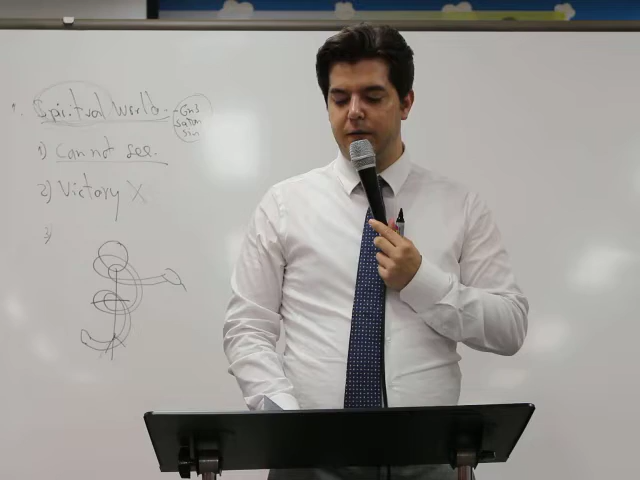 1. Spiritual World - God
satan
sin
1) Cannot see.
2) Victory X
3)